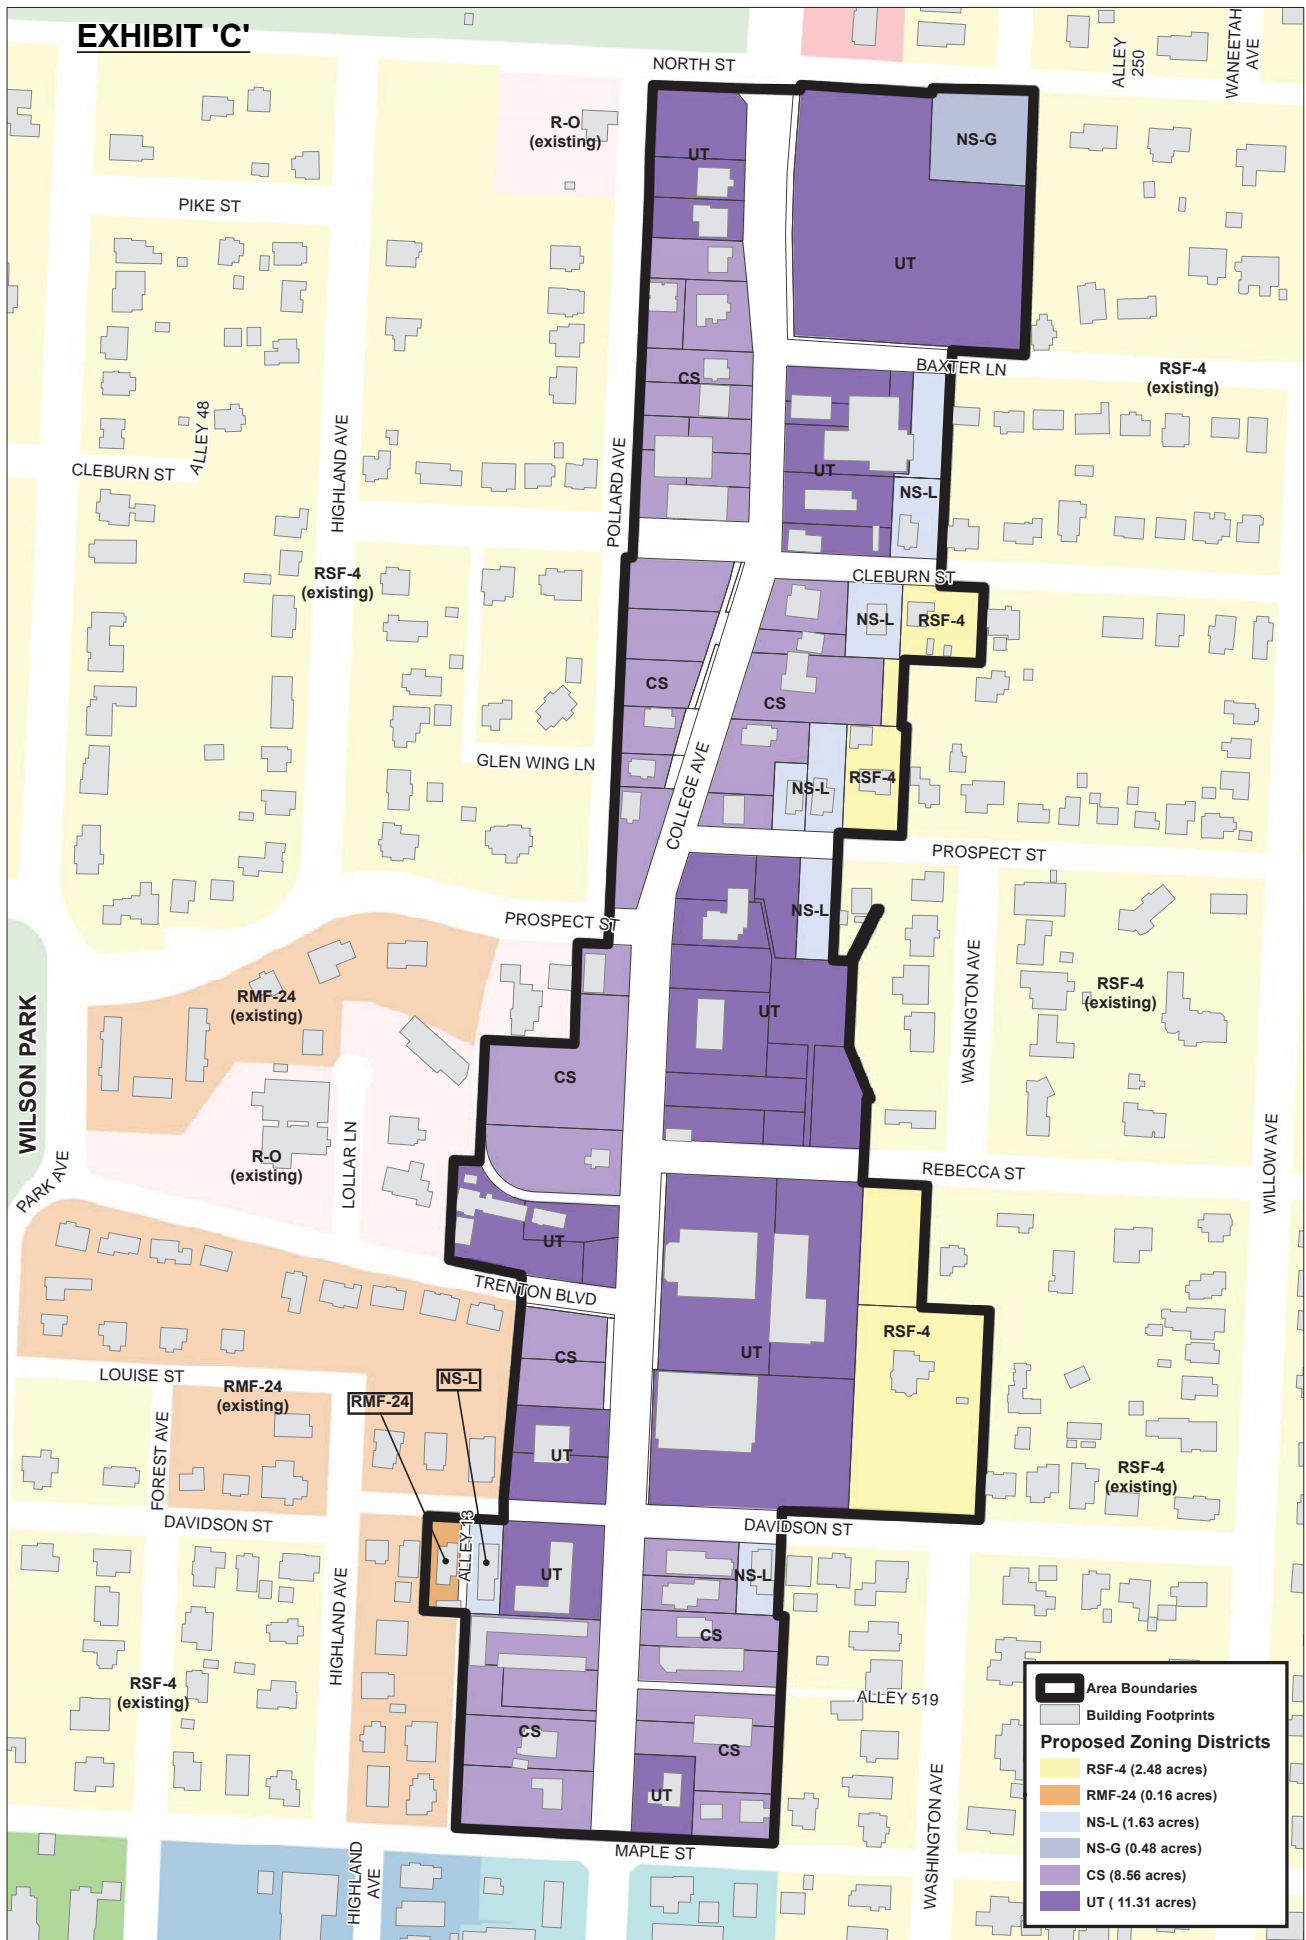 EXHIBIT 'C'
NORTH ST
ALLEY
250
WANEETAH
AVE
R-O
(existing)
NS-G
UT
PIKE ST
UT
BAXTER LN
RSF-4
(existing)
CS
ALLEY 48
HIGHLAND AVE
POLLARD AVE
CLEBURN ST
UT
NS-L
RSF-4
(existing)
CLEBURN ST
NS-L
RSF-4
CS
CS
GLEN WING LN
COLLEGE AVE
NS-L
RSF-4
PROSPECT ST
NS-L
PROSPECT ST
WILSON PARK
RMF-24
(existing)
UT
WASHINGTON AVE
RSF-4
(existing)
CS
R-O
(existing)
LOLLAR LN
PARK AVE
REBECCA ST
WILLOW AVE
UT
TRENTON BLVD
RSF-4
CS
UT
LOUISE ST
RMF-24
(existing)
RMF-24
NS-L
FOREST AVE
UT
RSF-4
(existing)
DAVIDSON ST
DAVIDSON ST
ALLEY 13
UT
NS-L
HIGHLAND AVE
CS
RSF-4
(existing)
ALLEY 519
CS
CS
UT
WASHINGTON AVE
MAPLE ST
HIGHLAND
AVE
Area Boundaries
Building Footprints
Proposed Zoning Districts
RSF-4 (2.48 acres)
RMF-24 (0.16 acres)
NS-L (1.63 acres)
NS-G (0.48 acres)
CS (8.56 acres)
UT ( 11.31 acres)